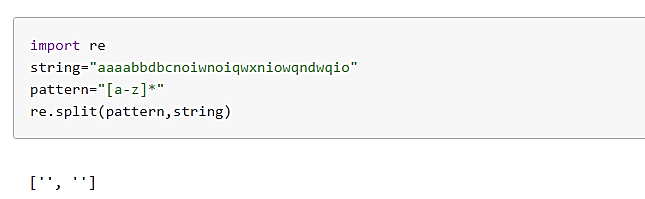 import re
string="aaaabbdbcnoiwnoiqwxniowqndwqio"
pattern="[a-z]*"
re.split(pattern,string)
['', '']